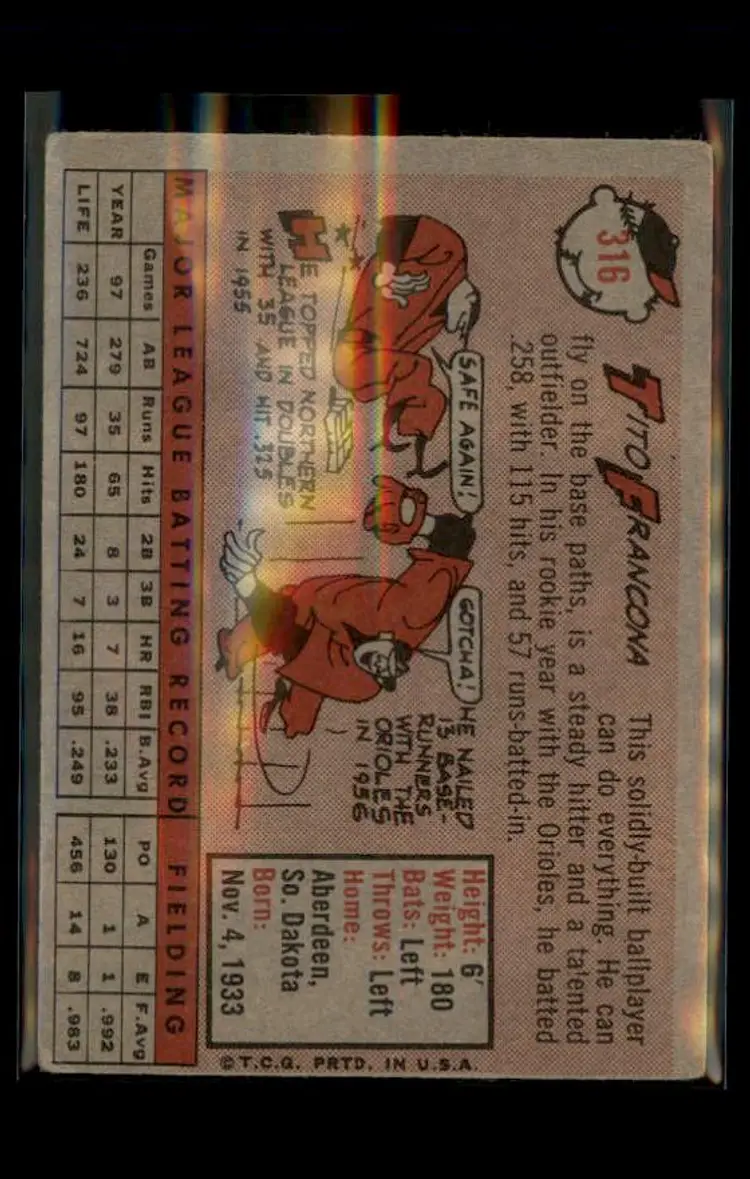 316
TITO FRANCONA
This solidly-built ballplayer
can do everything. He can
fly on the base paths, is a steady hitter and a talented
outfielder. In his rookie year with the Orioles, he batted
.258, with 115 hits, and 57 runs-batted-in.
SAFE AGAIN!
HE TOPPED NORTHERN
LEAGUE IN DOUBLES
WITH 35 AND HIT .325
IN 1955
GOTCHA!
HE NAILED
13 BASE-
RUNNERS
WITH THE
ORIOLES
IN 1956
Height: 6'
Weight: 180
Bats: Left
Throws: Left
Home:
Aberdeen,
So. Dakota
Born:
Nov. 4, 1933
©T.C.G. PRTD. IN U.S.A.
MAJOR LEAGUE BATTING RECORD FIELDING
Games AB Runs Hits 2B 3B HR RBI B.Avg PO A E F.Avg
YEAR 97 279 35 65 8 3 7 38 .233 130 1 1 .992
LIFE 236 724 97 180 24 7 16 95 .249 456 14 8 .983